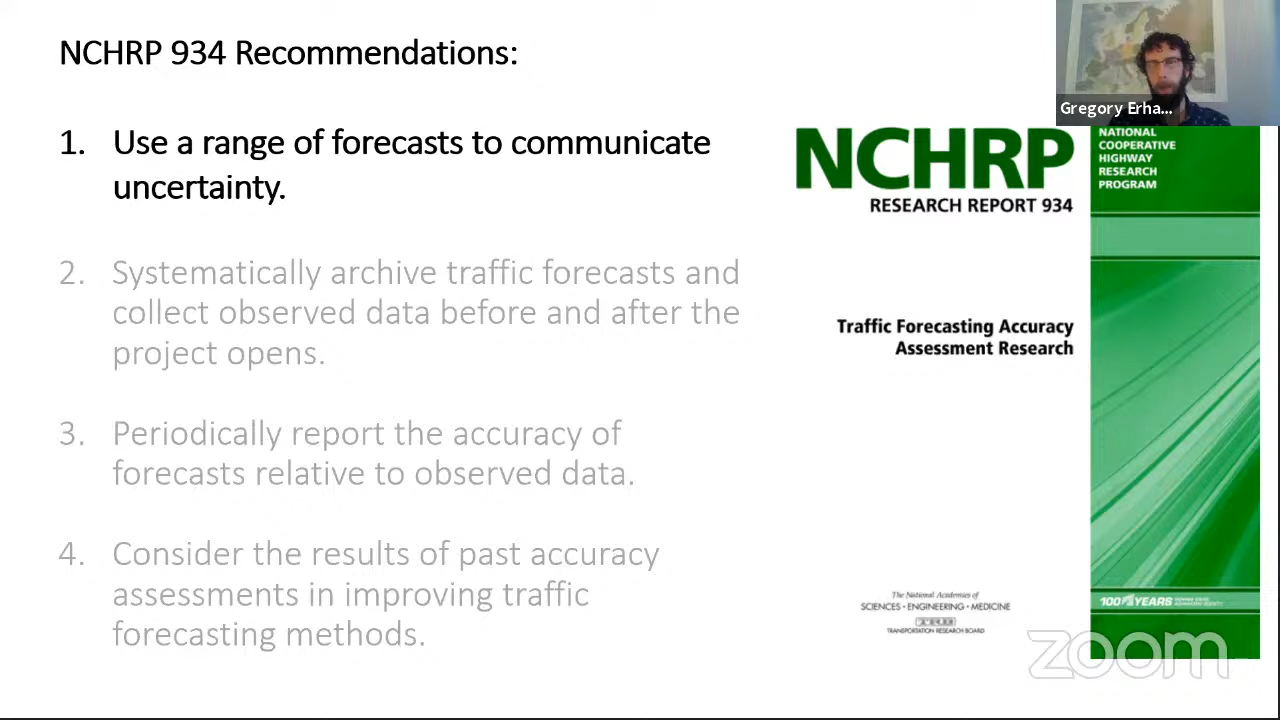 NCHRP 934 Recommendations:
1. Use a range of forecasts to communicate
uncertainty.
2. Systematically archive traffic forecasts and
collect observed data before and after the
project opens.
3. Periodically report the accuracy of
forecasts relative to observed data.
4. Consider the results of past accuracy
assessments in improving traffic
forecasting methods.
Gregory Erha...
NCHRP
RESEARCH REPORT 934
NATIONAL
COOPERATIVE
HIGHWAY
RESEARCH
PROGRAM
Traffic Forecasting Accuracy
Assessment Research
The National Academies of
SCIENCES • ENGINEERING • MEDICINE
TRB
TRANSPORTATION RESEARCH BOARD
100 YEARS
zoom